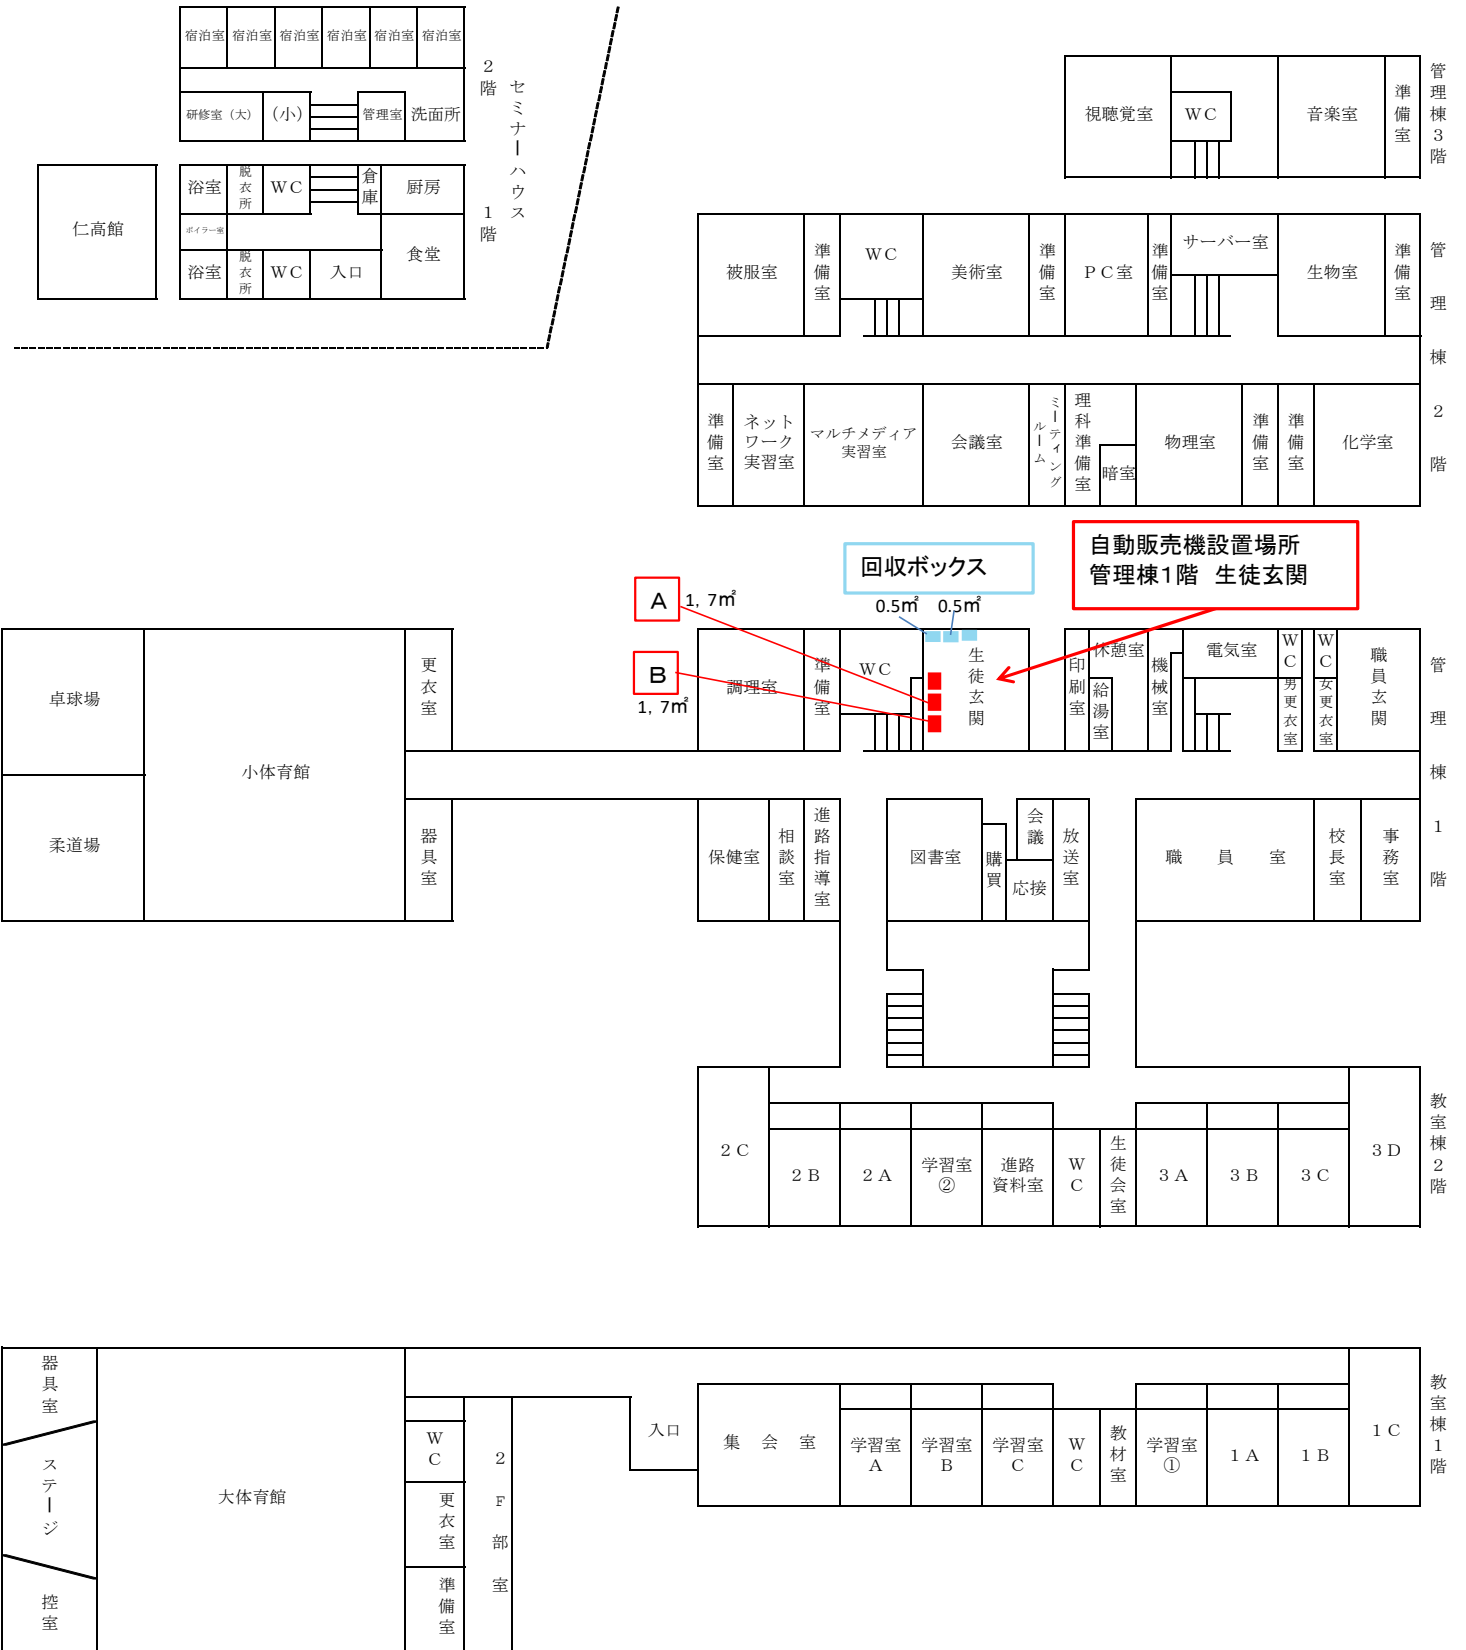 宿泊室 宿泊室 宿泊室 宿泊室 宿泊室 宿泊室
研修室（大） （小） 管理室 洗面所
２階
セミナーハウス
浴室 脱衣所 ＷＣ 倉庫 厨房
ボイラー室
食堂
浴室 脱衣所 ＷＣ 入口
１階
仁高館
視聴覚室 ＷＣ 音楽室 準備室
管理棟３階
被服室 準備室 ＷＣ 美術室 準備室 ＰＣ室 準備室 サーバー室 生物室 準備室
管理棟２階
準備室 ネットワーク実習室 マルチメディア実習室 会議室 ミーティングルーム 理科準備室 暗室 物理室 準備室 準備室 化学室
回収ボックス
0.5㎡ 0.5㎡
自動販売機設置場所
管理棟1階 生徒玄関
A 1，7㎡
B
1，7㎡
卓球場 小体育館 更衣室
柔道場 器具室
調理室 準備室 ＷＣ 生徒玄関 印刷室 休憩室 給湯室 機械室 電気室 ＷＣ 男更衣室 ＷＣ 女更衣室 職員玄関
管理棟１階
保健室 相談室 進路指導室 図書室 購買 会議 応接 放送室 職員室 校長室 事務室
２Ｃ ２Ｂ ２Ａ 学習室② 進路資料室 ＷＣ 生徒会室 ３Ａ ３Ｂ ３Ｃ ３Ｄ
教室棟２階
器具室
ステージ
控室
大体育館
ＷＣ
更衣室
準備室
２Ｆ部室
入口 集会室 学習室Ａ 学習室Ｂ 学習室Ｃ ＷＣ 教材室 学習室① １Ａ １Ｂ １Ｃ
教室棟１階